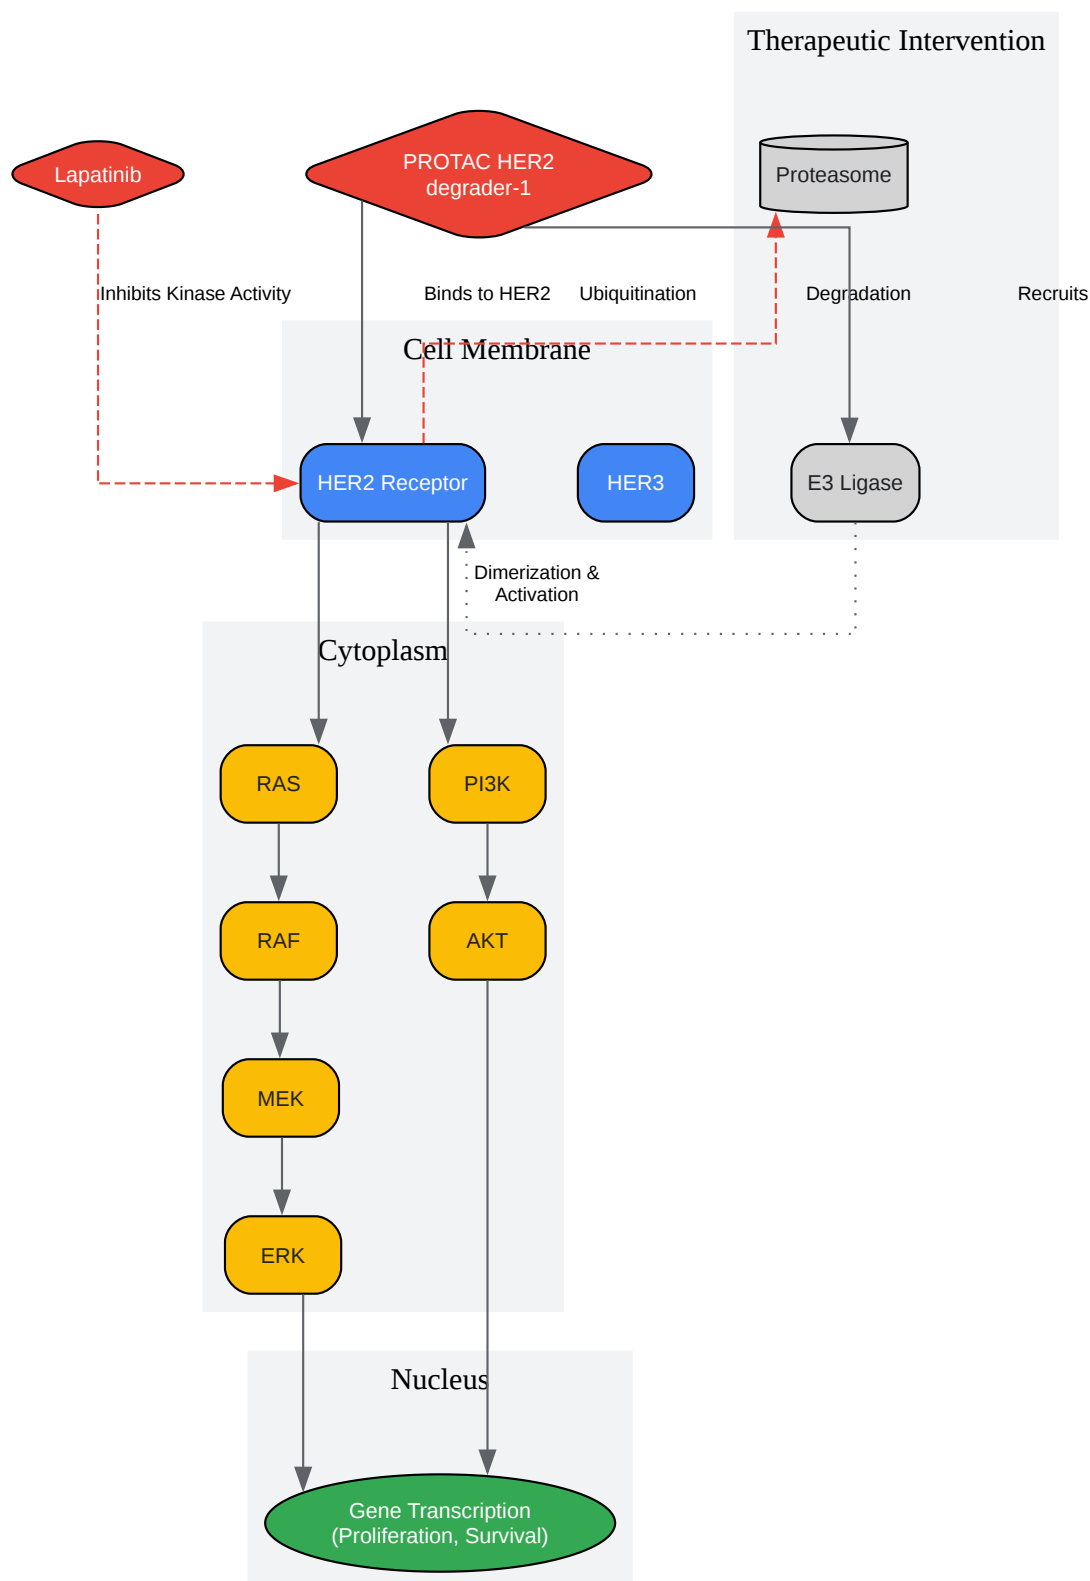 Therapeutic Intervention
Lapatinib
PROTAC HER2
degrader-1
Proteasome
Inhibits Kinase Activity
Binds to HER2
Ubiquitination
Degradation
Recruits
Cell Membrane
HER2 Receptor
HER3
E3 Ligase
Dimerization &
Activation
Cytoplasm
RAS
PI3K
RAF
AKT
MEK
ERK
Nucleus
Gene Transcription
(Proliferation, Survival)